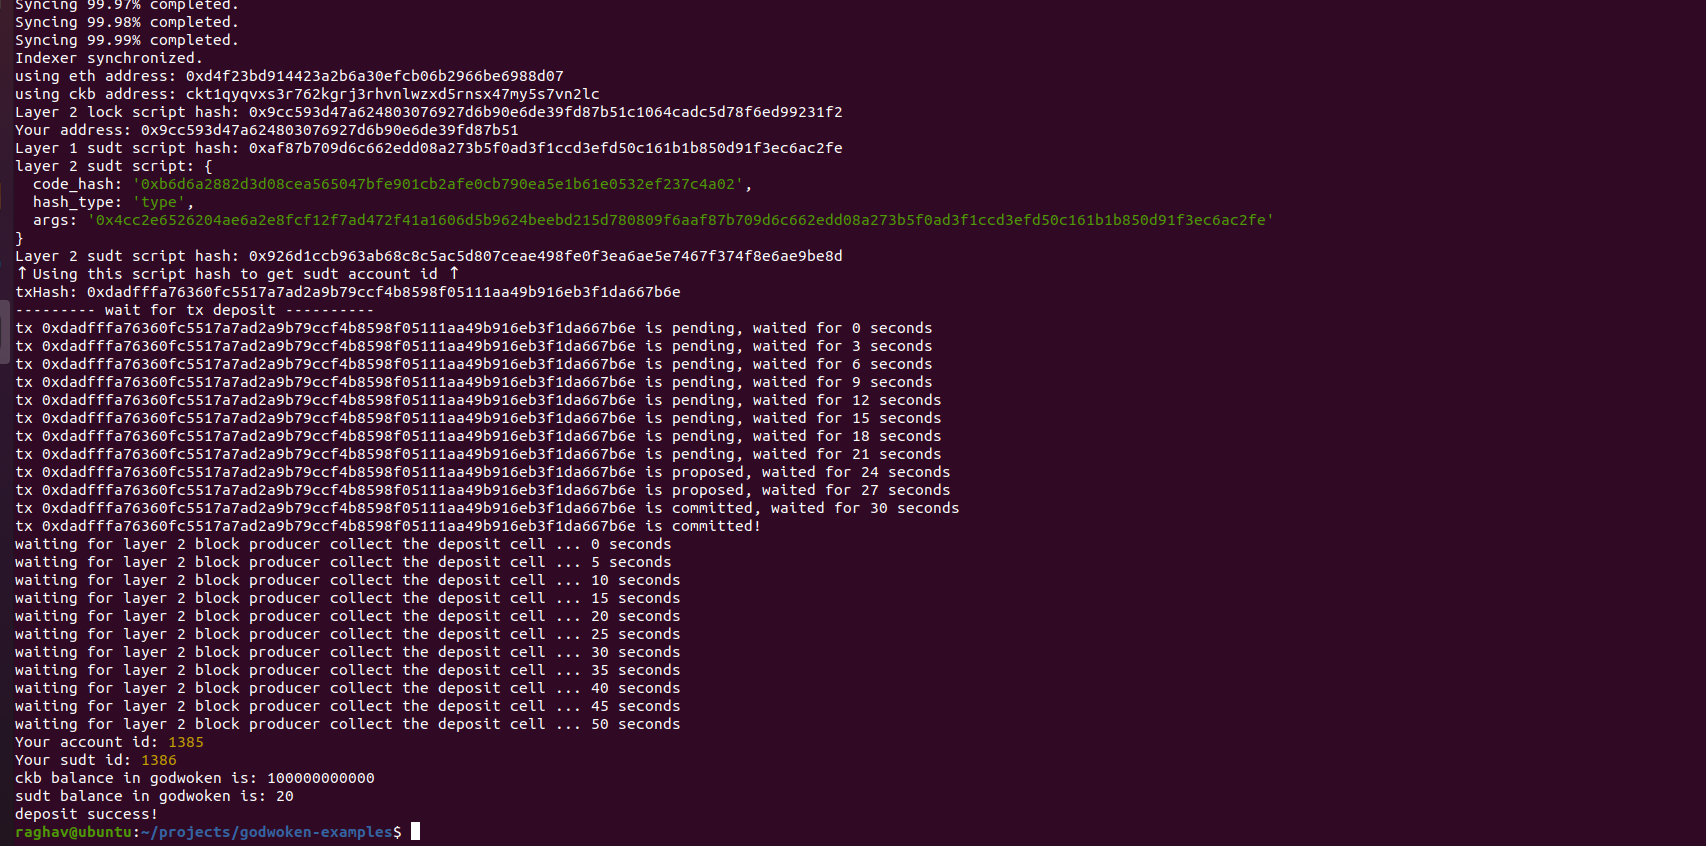 Syncing 99.97% completed.
Syncing 99.98% completed.
Syncing 99.99% completed.
Indexer synchronized.
using eth address: 0xd4f23bd914423a2b6a30efcb06b2966be6988d07
using ckb address: ckt1qyqvxs3r762kgrj3rhvnlwzxd5rnsx47my5s7vn2lc
Layer 2 lock script hash: 0x9cc593d47a624803076927d6b90e6de39fd87b51c1064cadc5d78f6ed99231f2
Your address: 0x9cc593d47a624803076927d6b90e6de39fd87b51
Layer 1 sudt script hash: 0xaf87b709d6c662edd08a273b5f0ad3f1ccd3efd50c161b1b850d91f3ec6ac2fe
layer 2 sudt script: {
  code_hash: '0xb6d6a2882d3d08cea565047bfe901cb2afe0cb790ea5e1b61e0532ef237c4a02',
  hash_type: 'type',
  args: '0x4cc2e6526204ae6a2e8fcf12f7ad472f41a1606d5b9624beebd215d780809f6aaf87b709d6c662edd08a273b5f0ad3f1ccd3efd50c161b1b850d91f3ec6ac2fe'
}
Layer 2 sudt script hash: 0x926d1ccb963ab68c8c5ac5d807ceae498fe0f3ea6ae5e7467f374f8e6ae9be8d
↑ Using this script hash to get sudt account id ↑
txHash: 0xdadfffa76360fc5517a7ad2a9b79ccf4b8598f05111aa49b916eb3f1da667b6e
--------- wait for tx deposit ----------
tx 0xdadfffa76360fc5517a7ad2a9b79ccf4b8598f05111aa49b916eb3f1da667b6e is pending, waited for 0 seconds
tx 0xdadfffa76360fc5517a7ad2a9b79ccf4b8598f05111aa49b916eb3f1da667b6e is pending, waited for 3 seconds
tx 0xdadfffa76360fc5517a7ad2a9b79ccf4b8598f05111aa49b916eb3f1da667b6e is pending, waited for 6 seconds
tx 0xdadfffa76360fc5517a7ad2a9b79ccf4b8598f05111aa49b916eb3f1da667b6e is pending, waited for 9 seconds
tx 0xdadfffa76360fc5517a7ad2a9b79ccf4b8598f05111aa49b916eb3f1da667b6e is pending, waited for 12 seconds
tx 0xdadfffa76360fc5517a7ad2a9b79ccf4b8598f05111aa49b916eb3f1da667b6e is pending, waited for 15 seconds
tx 0xdadfffa76360fc5517a7ad2a9b79ccf4b8598f05111aa49b916eb3f1da667b6e is pending, waited for 18 seconds
tx 0xdadfffa76360fc5517a7ad2a9b79ccf4b8598f05111aa49b916eb3f1da667b6e is pending, waited for 21 seconds
tx 0xdadfffa76360fc5517a7ad2a9b79ccf4b8598f05111aa49b916eb3f1da667b6e is proposed, waited for 24 seconds
tx 0xdadfffa76360fc5517a7ad2a9b79ccf4b8598f05111aa49b916eb3f1da667b6e is proposed, waited for 27 seconds
tx 0xdadfffa76360fc5517a7ad2a9b79ccf4b8598f05111aa49b916eb3f1da667b6e is committed, waited for 30 seconds
tx 0xdadfffa76360fc5517a7ad2a9b79ccf4b8598f05111aa49b916eb3f1da667b6e is committed!
waiting for layer 2 block producer collect the deposit cell ... 0 seconds
waiting for layer 2 block producer collect the deposit cell ... 5 seconds
waiting for layer 2 block producer collect the deposit cell ... 10 seconds
waiting for layer 2 block producer collect the deposit cell ... 15 seconds
waiting for layer 2 block producer collect the deposit cell ... 20 seconds
waiting for layer 2 block producer collect the deposit cell ... 25 seconds
waiting for layer 2 block producer collect the deposit cell ... 30 seconds
waiting for layer 2 block producer collect the deposit cell ... 35 seconds
waiting for layer 2 block producer collect the deposit cell ... 40 seconds
waiting for layer 2 block producer collect the deposit cell ... 45 seconds
waiting for layer 2 block producer collect the deposit cell ... 50 seconds
Your account id: 1385
Your sudt id: 1386
ckb balance in godwoken is: 100000000000
sudt balance in godwoken is: 20
deposit success!
raghav@ubuntu:~/projects/godwoken-examples$